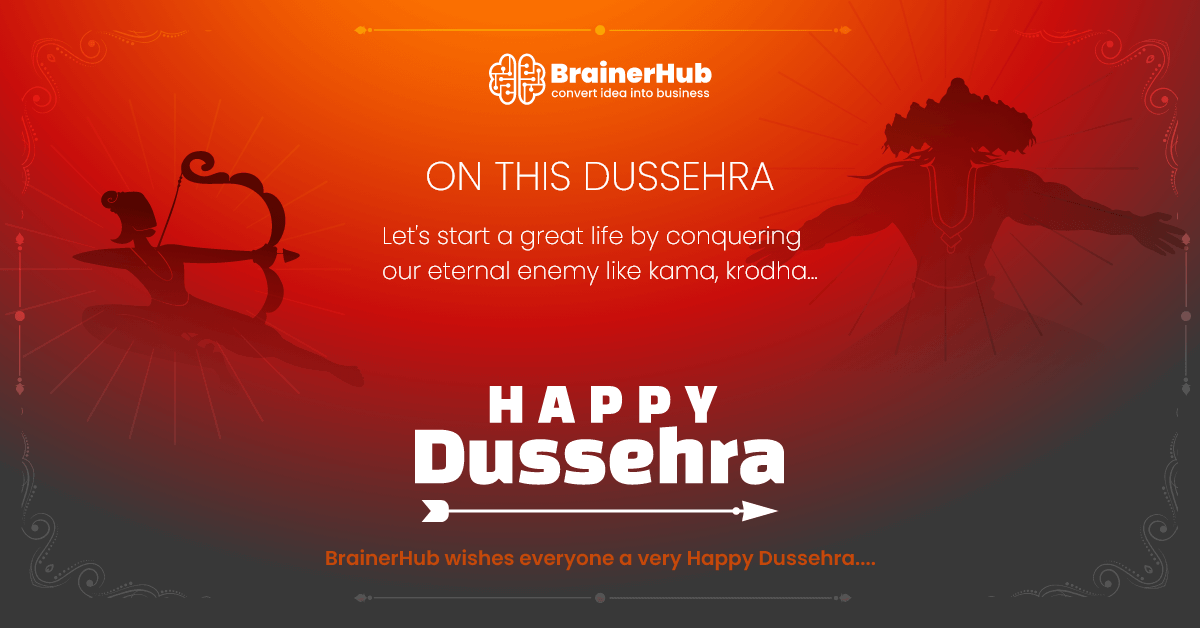 BrainerHub
convert idea into business
ON THIS DUSSEHRA
Let's start a great life by conquering
our eternal enemy like kama, krodha...
HAPPY
Dussehra
BrainerHub wishes everyone a very Happy Dussehra....